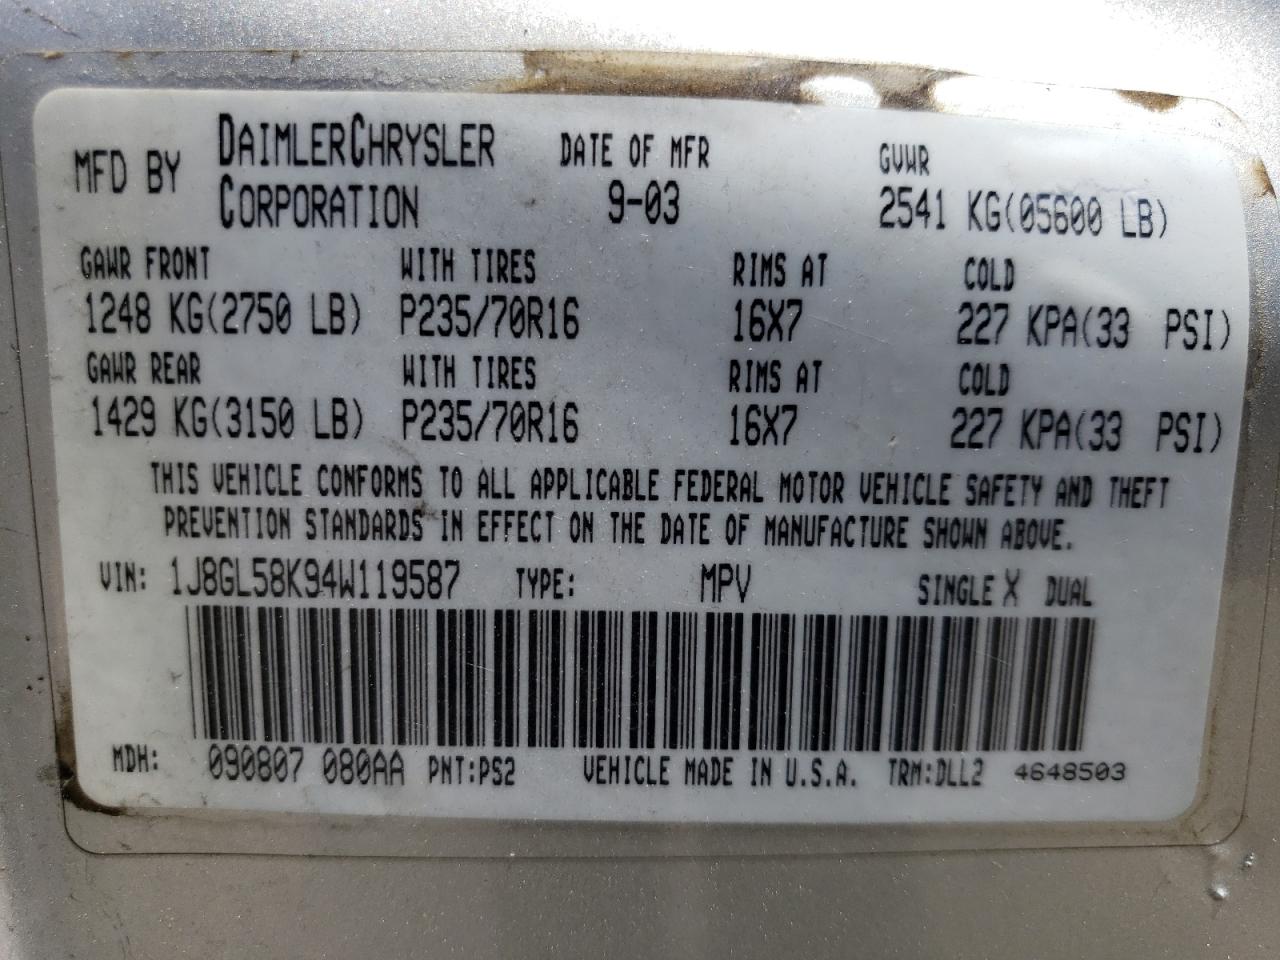 MFD BY DAIMLERCHRYSLER CORPORATION
DATE OF MFR
9-03
GVWR
2541 KG(05600 LB)
GAWR FRONT WITH TIRES RIMS AT COLD
1248 KG(2750 LB) P235/70R16 16X7 227 KPA(33 PSI)
GAWR REAR WITH TIRES RIMS AT COLD
1429 KG(3150 LB) P235/70R16 16X7 227 KPA(33 PSI)
THIS VEHICLE CONFORMS TO ALL APPLICABLE FEDERAL MOTOR VEHICLE SAFETY AND THEFT
PREVENTION STANDARDS IN EFFECT ON THE DATE OF MANUFACTURE SHOWN ABOVE.
VIN: 1J8GL58K94W119587 TYPE: MPV SINGLE X DUAL
MDH: 090807 080AA PNT:PS2 VEHICLE MADE IN U.S.A. TRM:DLL2 4648503